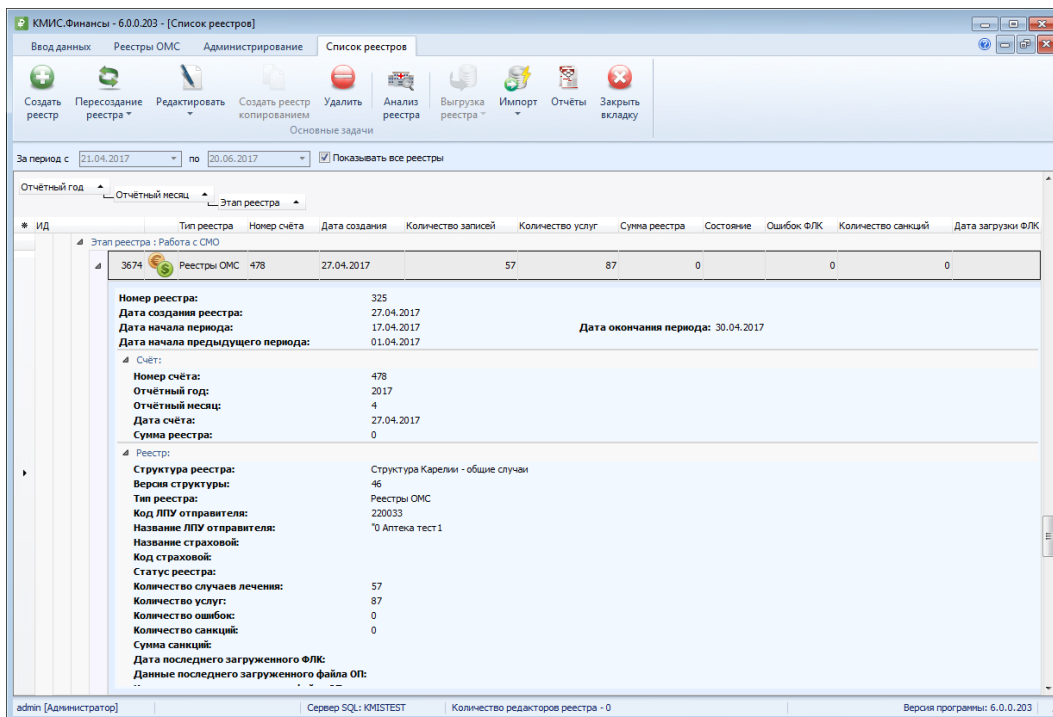 КМИС.Финансы - 6.0.0.203 - [Список реестров]
Ввод данных Реестры ОМС Администрирование Список реестров
Создать реестр Пересоздание реестра Редактировать Создать реестр копированием Удалить Анализ реестра Выгрузка реестра Импорт Отчёты Закрыть вкладку
Основные задачи
За период с 21.04.2017 по 20.06.2017 Показывать все реестры
Отчётный год
Отчётный месяц
Этап реестра
ИД Тип реестра Номер счёта Дата создания Количество записей Количество услуг Сумма реестра Состояние Ошибок ФЛК Количество санкций Дата загрузки ФЛК
Этап реестра : Работа с СМО
3674 Реестры ОМС 478 27.04.2017 57 87 0 0 0
Номер реестра: 325
Дата создания реестра: 27.04.2017
Дата начала периода: 17.04.2017 Дата окончания периода: 30.04.2017
Дата начала предыдущего периода: 01.04.2017
Счёт:
Номер счёта: 478
Отчётный год: 2017
Отчётный месяц: 4
Дата счёта: 27.04.2017
Сумма реестра: 0
Реестр:
Структура реестра: Структура Карелии - общие случаи
Версия структуры: 46
Тип реестра: Реестры ОМС
Код ЛПУ отправителя: 220033
Название ЛПУ отправителя: "0 Аптека тест1
Название страховой:
Код страховой:
Статус реестра:
Количество случаев лечения: 57
Количество услуг: 87
Количество ошибок: 0
Количество санкций: 0
Сумма санкций:
Дата последнего загруженного ФЛК:
Данные последнего загруженного файла ОП:
admin [Администратор] Сервер SQL: KMISTEST Количество редакторов реестра - 0 Версия программы: 6.0.0.203